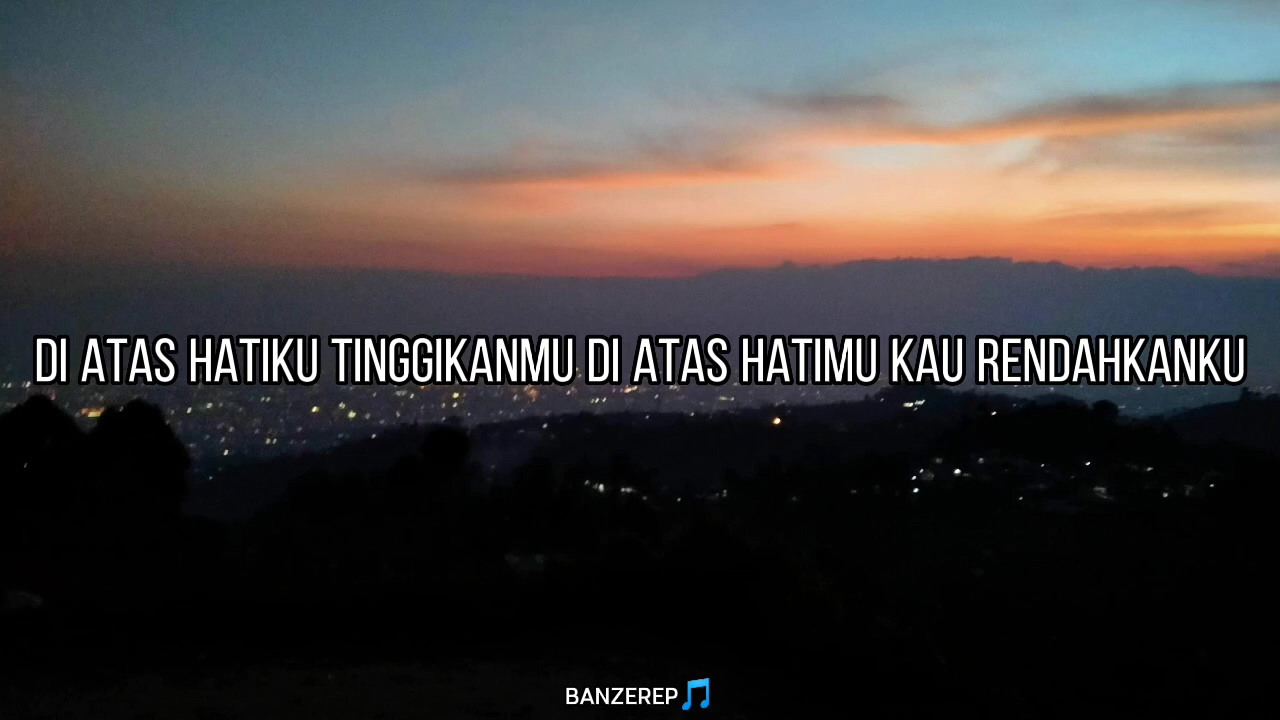 DI ATAS HATIKU TINGGIKANMU DI ATAS HATIMU KAU RENDAHKANKU
BANZEREP🎵